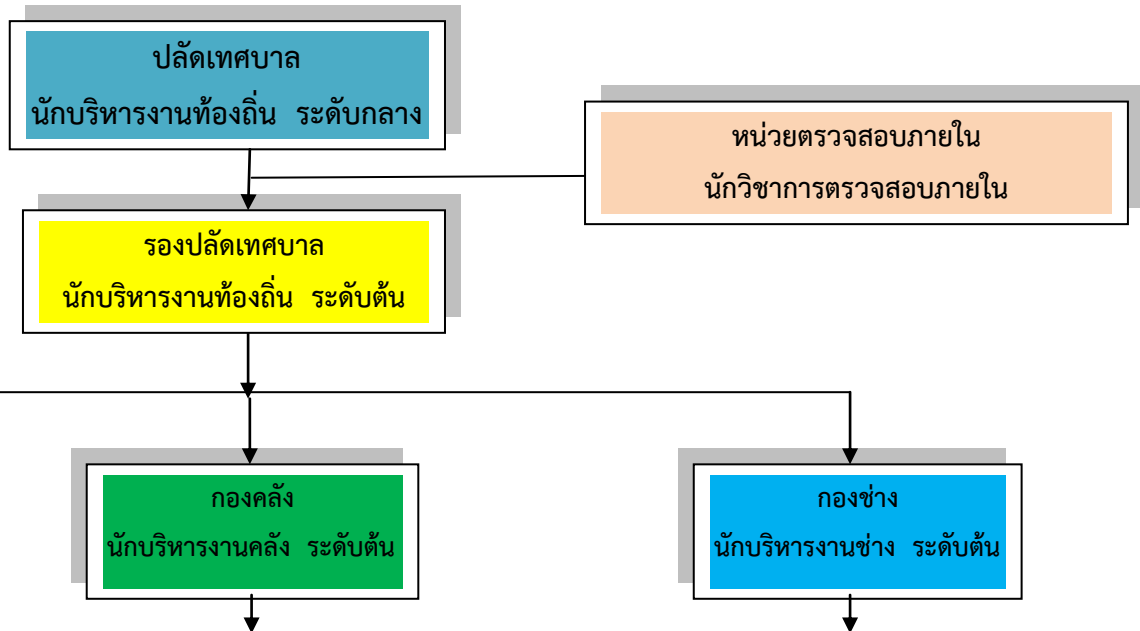 ปลัดเทศบาล
นักบริหารงานท้องถิ่น ระดับกลาง
หน่วยตรวจสอบภายใน
นักวิชาการตรวจสอบภายใน
รองปลัดเทศบาล
นักบริหารงานท้องถิ่น ระดับต้น
กองคลัง
นักบริหารงานคลัง ระดับต้น
กองช่าง
นักบริหารงานช่าง ระดับต้น